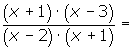 (x + 1) · (x − 3)
(x − 2) · (x + 1) =